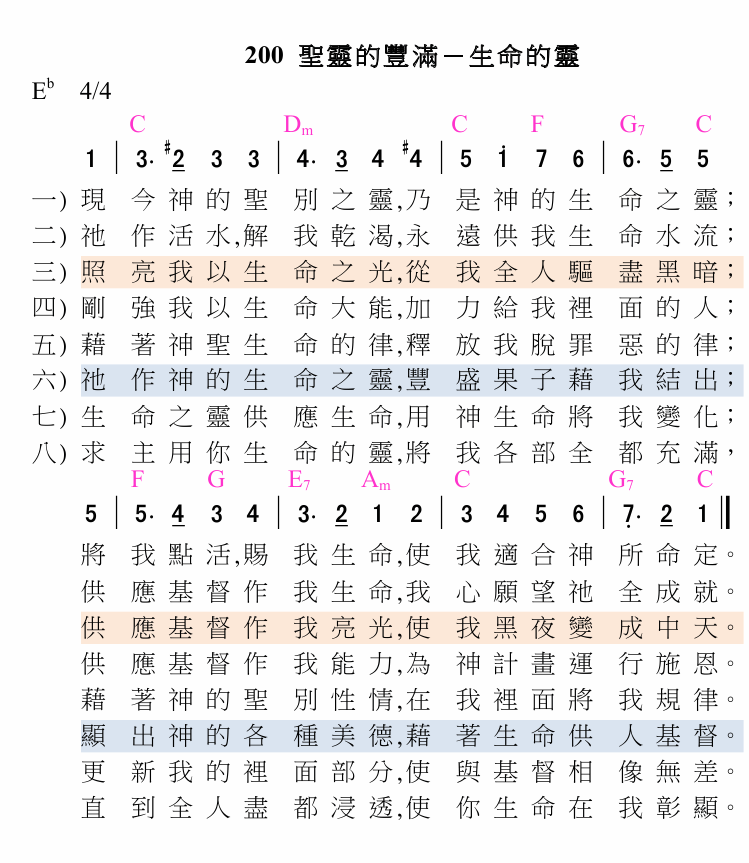 200 聖靈的豐滿－生命的靈
E♭ 4/4
C Dm C F G7 C
1 | 3· #2 3 3 | 4· 3 4 #4 | 5 i 7 6 | 6· 5 5
一) 現 今神的聖 別之靈,乃 是神的生 命之靈；
二) 祂 作活水,解 我乾渴,永 遠供我生 命水流；
三) 照 亮我以生 命之光,從 我全人驅 盡黑暗；
四) 剛 強我以生 命大能,加 力給我裡 面的人；
五) 藉 著神聖生 命的律,釋 放我脫罪 惡的律；
六) 祂 作神的生 命之靈,豐 盛果子藉 我結出；
七) 生 命之靈供 應生命,用 神生命將 我變化；
八) 求 主用你生 命的靈,將 我各部全 都充滿，
F G E7 Am C G7 C
5 | 5· 4 3 4 | 3· 2 1 2 | 3 4 5 6 | 7̣· 2 1 ‖
將 我點活,賜 我生命,使 我適合神 所命定。
供 應基督作 我生命,我 心願望祂 全成就。
供 應基督作 我亮光,使 我黑夜變 成中天。
供 應基督作 我能力,為 神計畫運 行施恩。
藉 著神的聖 別性情,在 我裡面將 我規律。
顯 出神的各 種美德,藉 著生命供 人基督。
更 新我的裡 面部分,使 與基督相 像無差。
直 到全人盡 都浸透,使 你生命在 我彰顯。